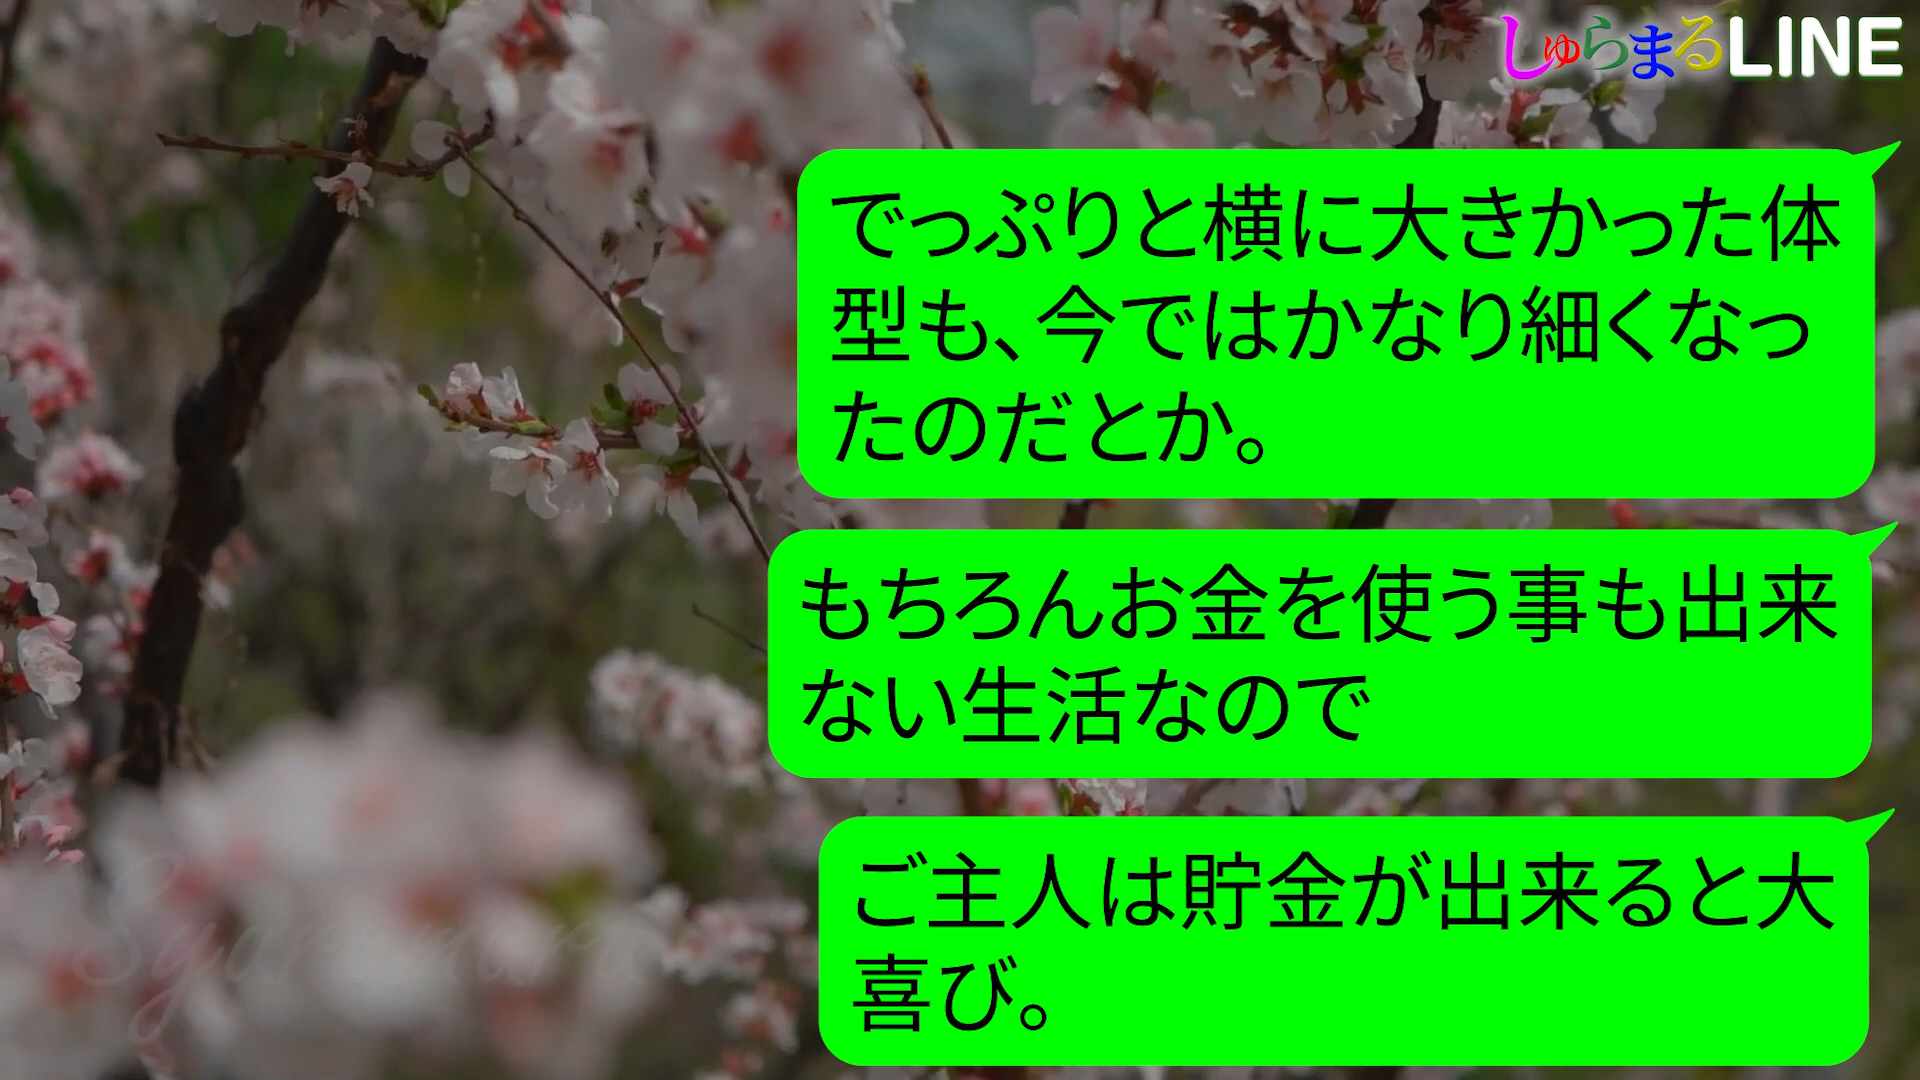 しゅらまるLINE
でっぷりと横に大きかった体
型も、今ではかなり細くなっ
たのだとか。
もちろんお金を使う事も出来
ない生活なので
ご主人は貯金が出来ると大
喜び。